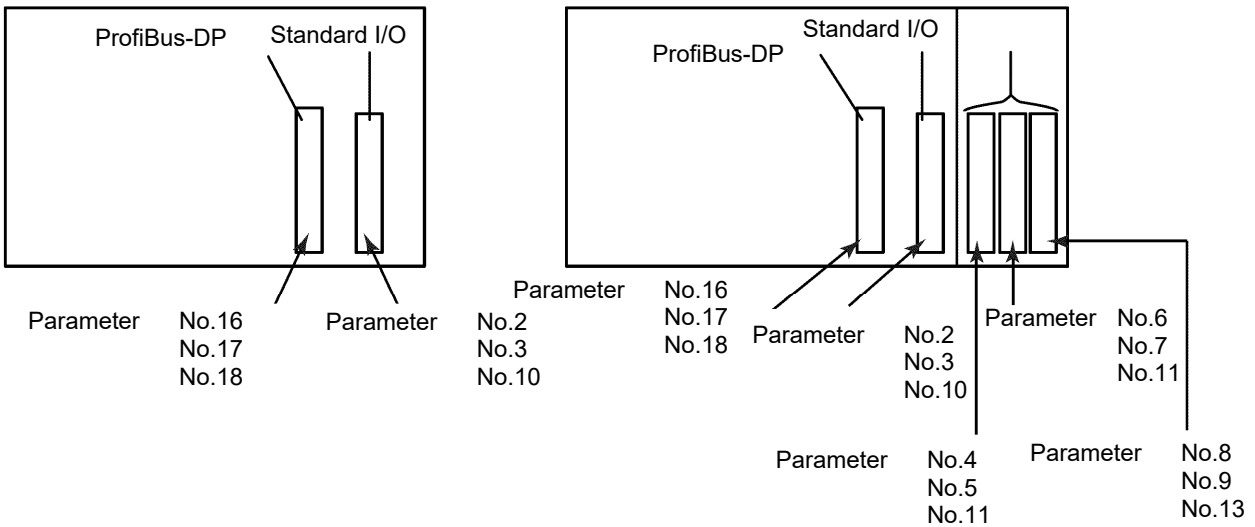 ProfiBus-DP
Standard I/O
Parameter
No.16
No.17
No.18
Parameter
No.2
No.3
No.10
ProfiBus-DP
Standard I/O
Parameter
No.16
No.17
No.18
Parameter
No.2
No.3
No.10
Parameter
No.6
No.7
No.11
Parameter
No.4
No.5
No.11
Parameter
No.8
No.9
No.13